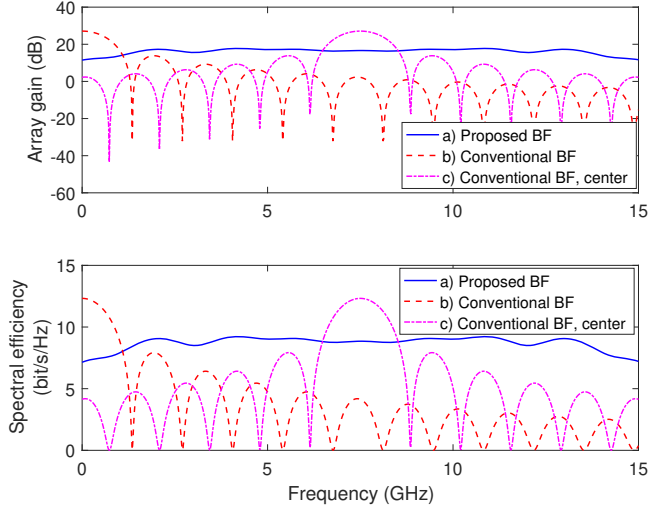 40
20
0
-20
-40
-60
Array gain (dB)
a) Proposed BF
b) Conventional BF
c) Conventional BF, center
0
5
10
15
15
10
5
0
Spectral efficiency
(bit/s/Hz)
a) Proposed BF
b) Conventional BF
c) Conventional BF, center
0
5
10
15
Frequency (GHz)